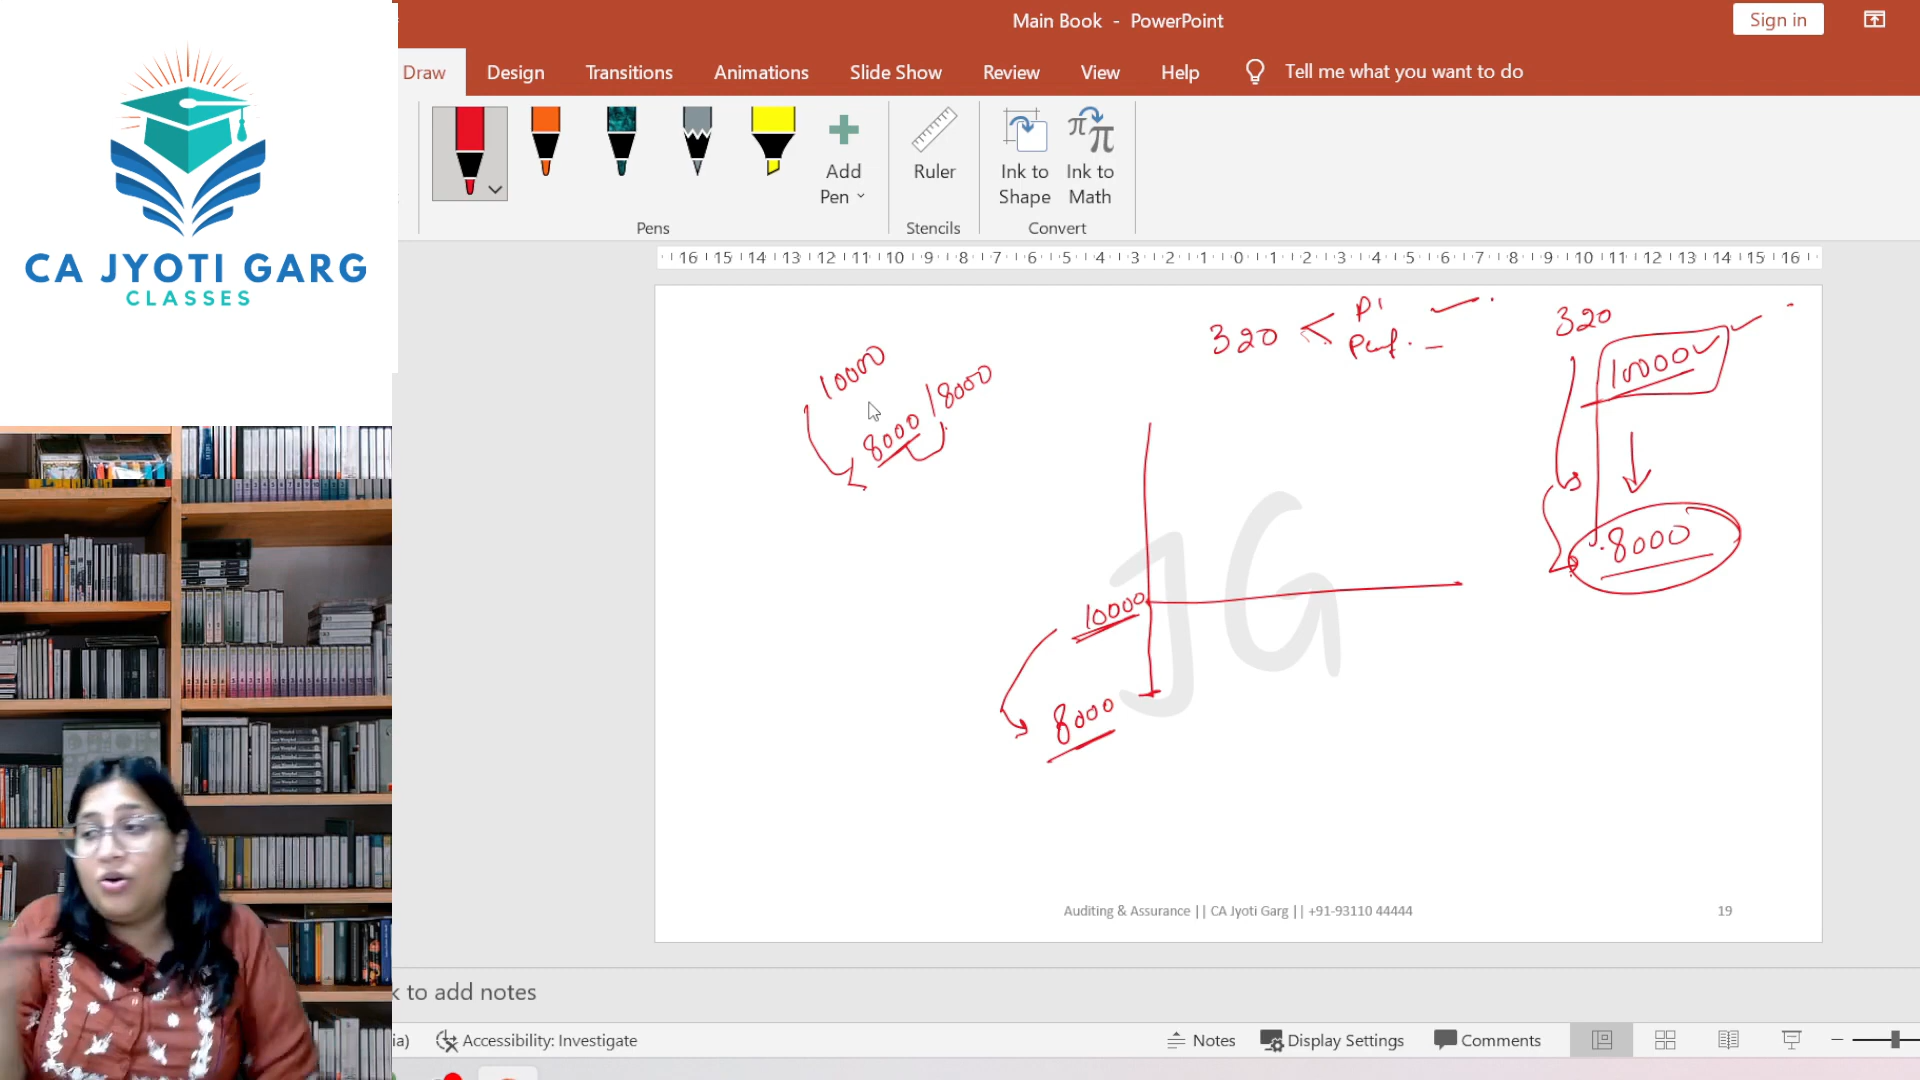 CA JYOTI GARG
CLASSES
Main Book - PowerPoint
Sign in
Draw
Design
Transitions
Animations
Slide Show
Review
View
Help
Tell me what you want to do
Add
Pen
Ruler
Ink to
Shape
Ink to
Math
Pens
Stencils
Convert
16 15 14 13 12 11 10 9 8 7 6 5 4 3 2 1 0 1 2 3 4 5 6 7 8 9 10 11 12 13 14 15 16
320 < P1
Perf.
320
10000
10000
8000 / 8000
8000
10000
8000
JG
Auditing & Assurance || CA Jyoti Garg || +91-93110 44444
19
k to add notes
ia)
Accessibility: Investigate
Notes
Display Settings
Comments